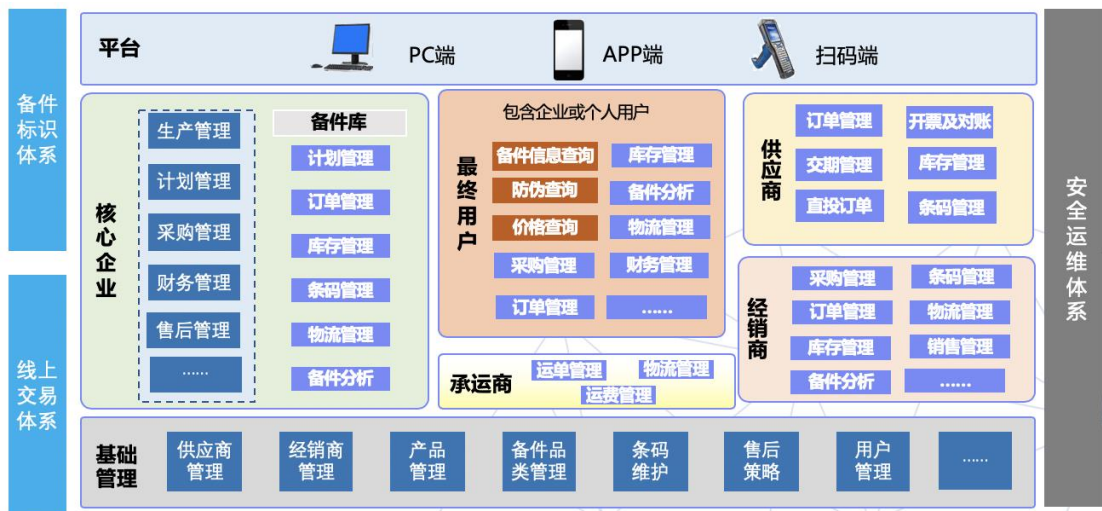 备件
标识
体系
线上
交易
体系
平台
PC端
APP端
扫码端
核心企业
生产管理
计划管理
采购管理
财务管理
售后管理
……
备件库
计划管理
订单管理
库存管理
条码管理
物流管理
备件分析
最终用户
包含企业或个人用户
备件信息查询
库存管理
防伪查询
备件分析
价格查询
物流管理
采购管理
财务管理
订单管理
……
承运商
运单管理
物流管理
运费管理
供应商
订单管理
开票及对账
交期管理
库存管理
直投订单
条码管理
经销商
采购管理
条码管理
订单管理
物流管理
库存管理
销售管理
备件分析
……
基础
管理
供应商
管理
经销商
管理
产品
管理
备件品
类管理
条码
维护
售后
策略
用户
管理
……
安全运维体系